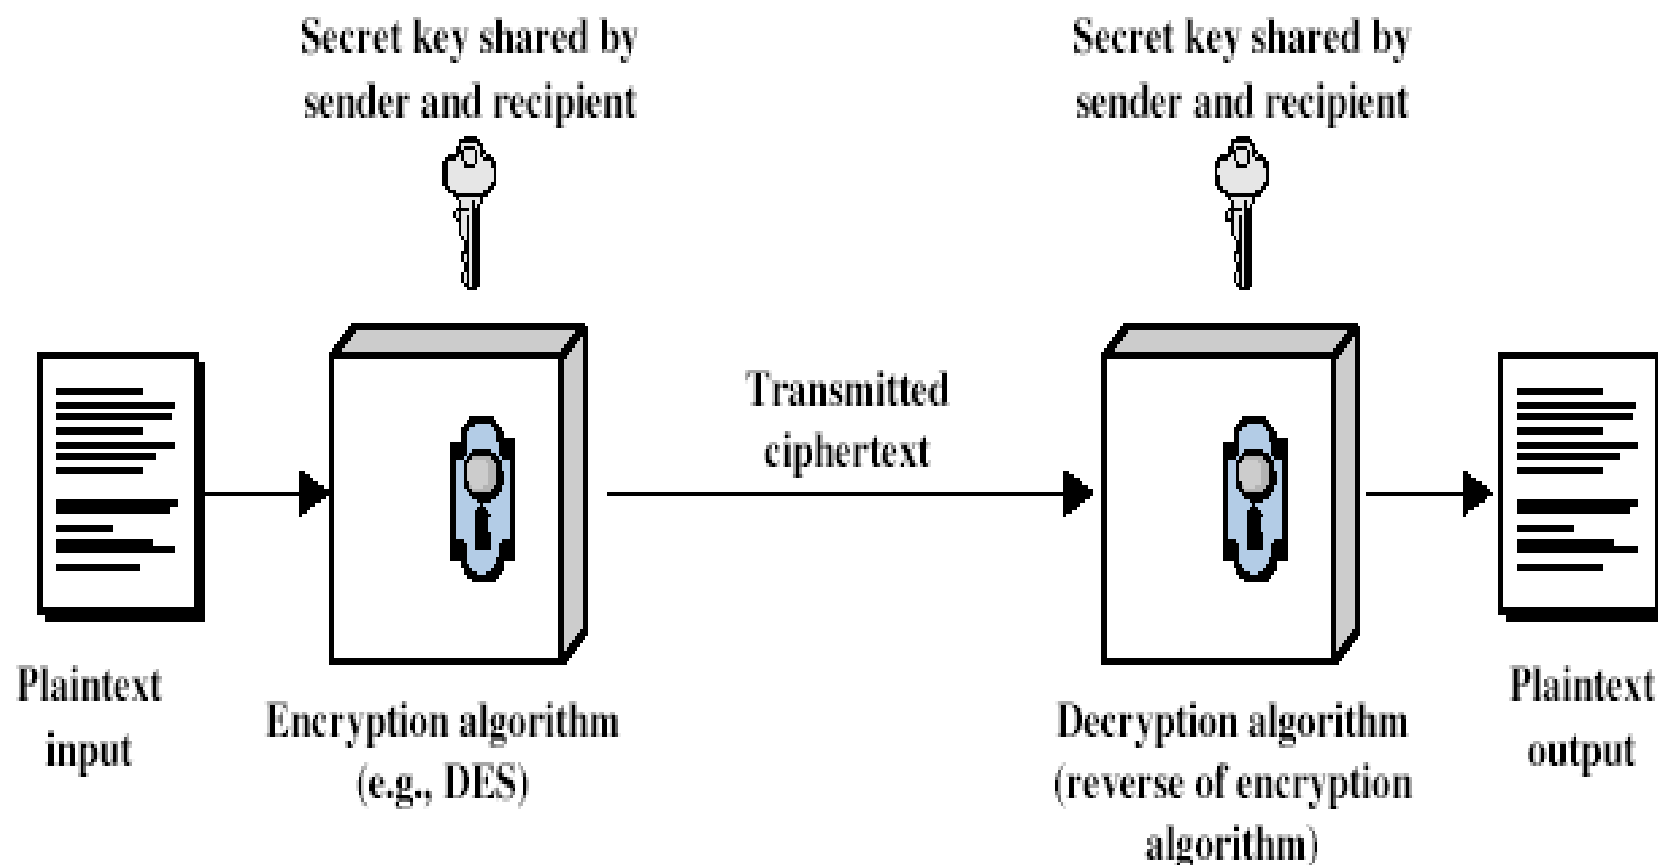 Secret key shared by
sender and recipient
Secret key shared by
sender and recipient
Transmitted
ciphertext
Plaintext
input
Encryption algorithm
(e.g., DES)
Decryption algorithm
(reverse of encryption
algorithm)
Plaintext
output